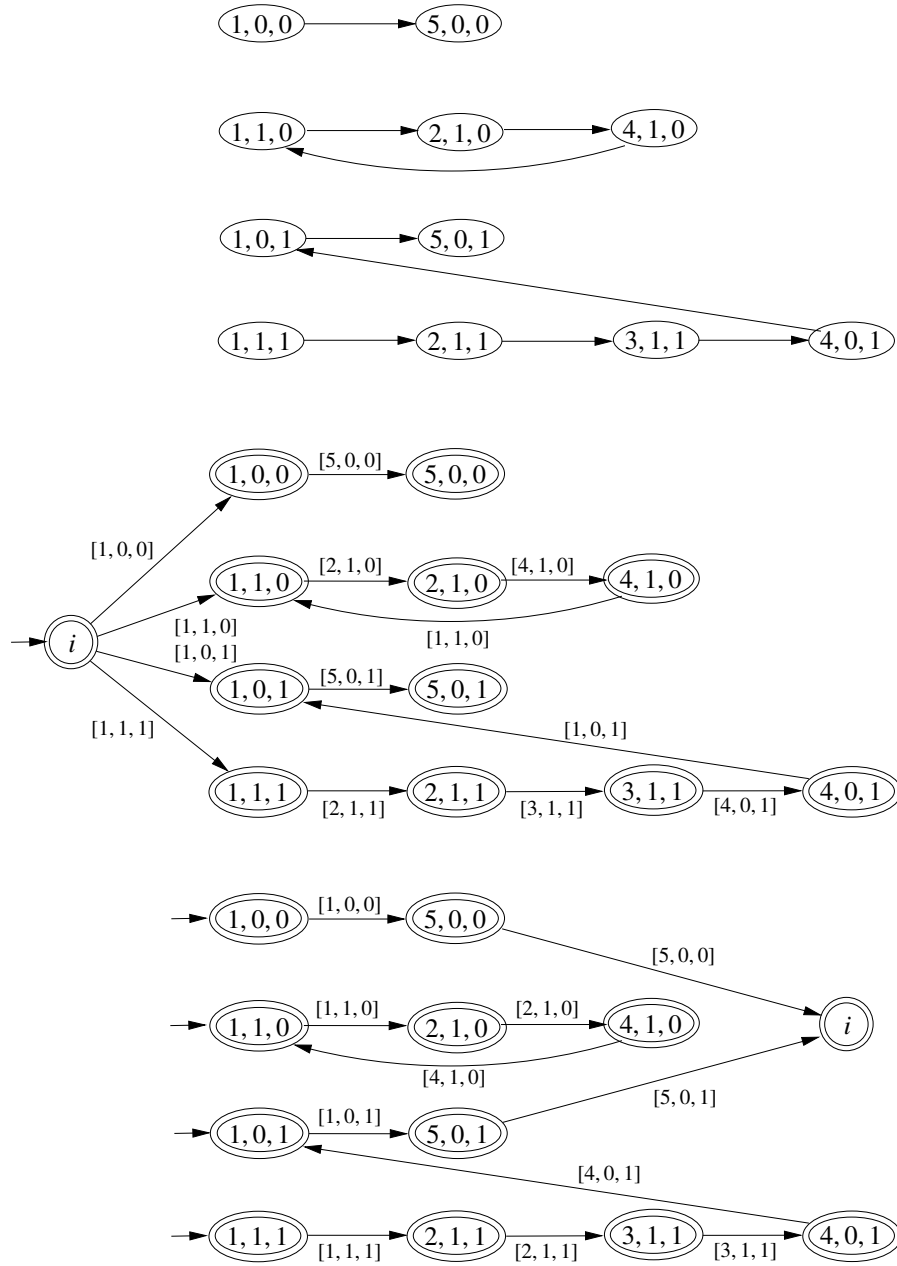 1, 0, 0 5, 0, 0
1, 1, 0 2, 1, 0 4, 1, 0
1, 0, 1 5, 0, 1
1, 1, 1 2, 1, 1 3, 1, 1 4, 0, 1
[5, 0, 0]
1, 0, 0 5, 0, 0
[1, 0, 0]
[2, 1, 0] [4, 1, 0]
1, 1, 0 2, 1, 0 4, 1, 0
[1, 1, 0] [1, 1, 0]
i
[1, 0, 1]
[5, 0, 1]
1, 0, 1 5, 0, 1
[1, 1, 1] [1, 0, 1]
1, 1, 1 2, 1, 1 3, 1, 1 4, 0, 1
[2, 1, 1] [3, 1, 1] [4, 0, 1]
[1, 0, 0]
1, 0, 0 5, 0, 0
[5, 0, 0]
[1, 1, 0] [2, 1, 0]
1, 1, 0 2, 1, 0 4, 1, 0 i
[4, 1, 0]
[5, 0, 1]
[1, 0, 1]
1, 0, 1 5, 0, 1
[4, 0, 1]
1, 1, 1 2, 1, 1 3, 1, 1 4, 0, 1
[1, 1, 1] [2, 1, 1] [3, 1, 1]